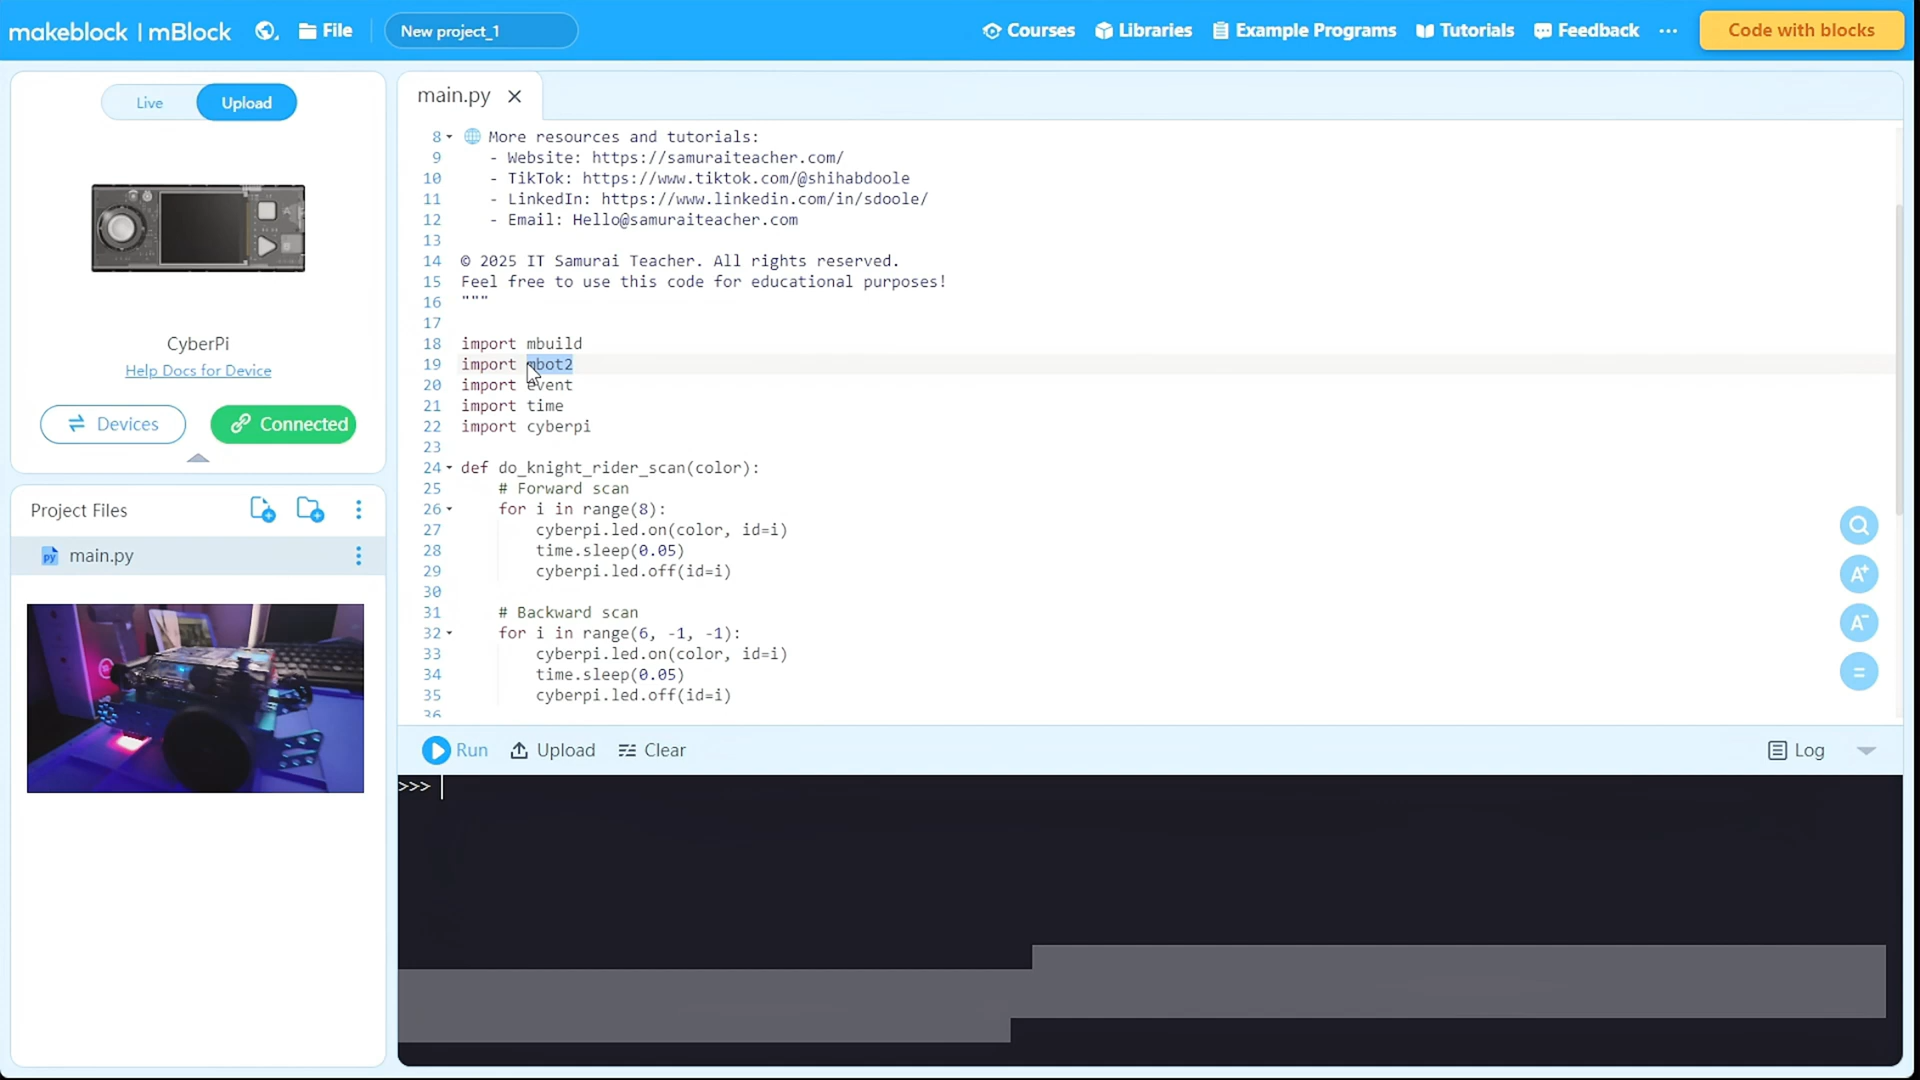 makeblock | mBlock File New project_1 Courses Libraries Example Programs Tutorials Feedback ... Code with blocks
Live Upload
CyberPi
Help Docs for Device
Devices Connected
Project Files
py main.py
main.py ×
8 🌐 More resources and tutorials:
9 - Website: https://samuraiteacher.com/
10 - TikTok: https://www.tiktok.com/@shihabdoole
11 - LinkedIn: https://www.linkedin.com/in/sdoole/
12 - Email: Hello@samuraiteacher.com
13
14 © 2025 IT Samurai Teacher. All rights reserved.
15 Feel free to use this code for educational purposes!
16 """
17
18 import mbuild
19 import mbot2
20 import event
21 import time
22 import cyberpi
23
24 def do_knight_rider_scan(color):
25 # Forward scan
26 for i in range(8):
27 cyberpi.led.on(color, id=i)
28 time.sleep(0.05)
29 cyberpi.led.off(id=i)
30
31 # Backward scan
32 for i in range(6, -1, -1):
33 cyberpi.led.on(color, id=i)
34 time.sleep(0.05)
35 cyberpi.led.off(id=i)
36
A+
A-
=
Run Upload Clear Log
>>>